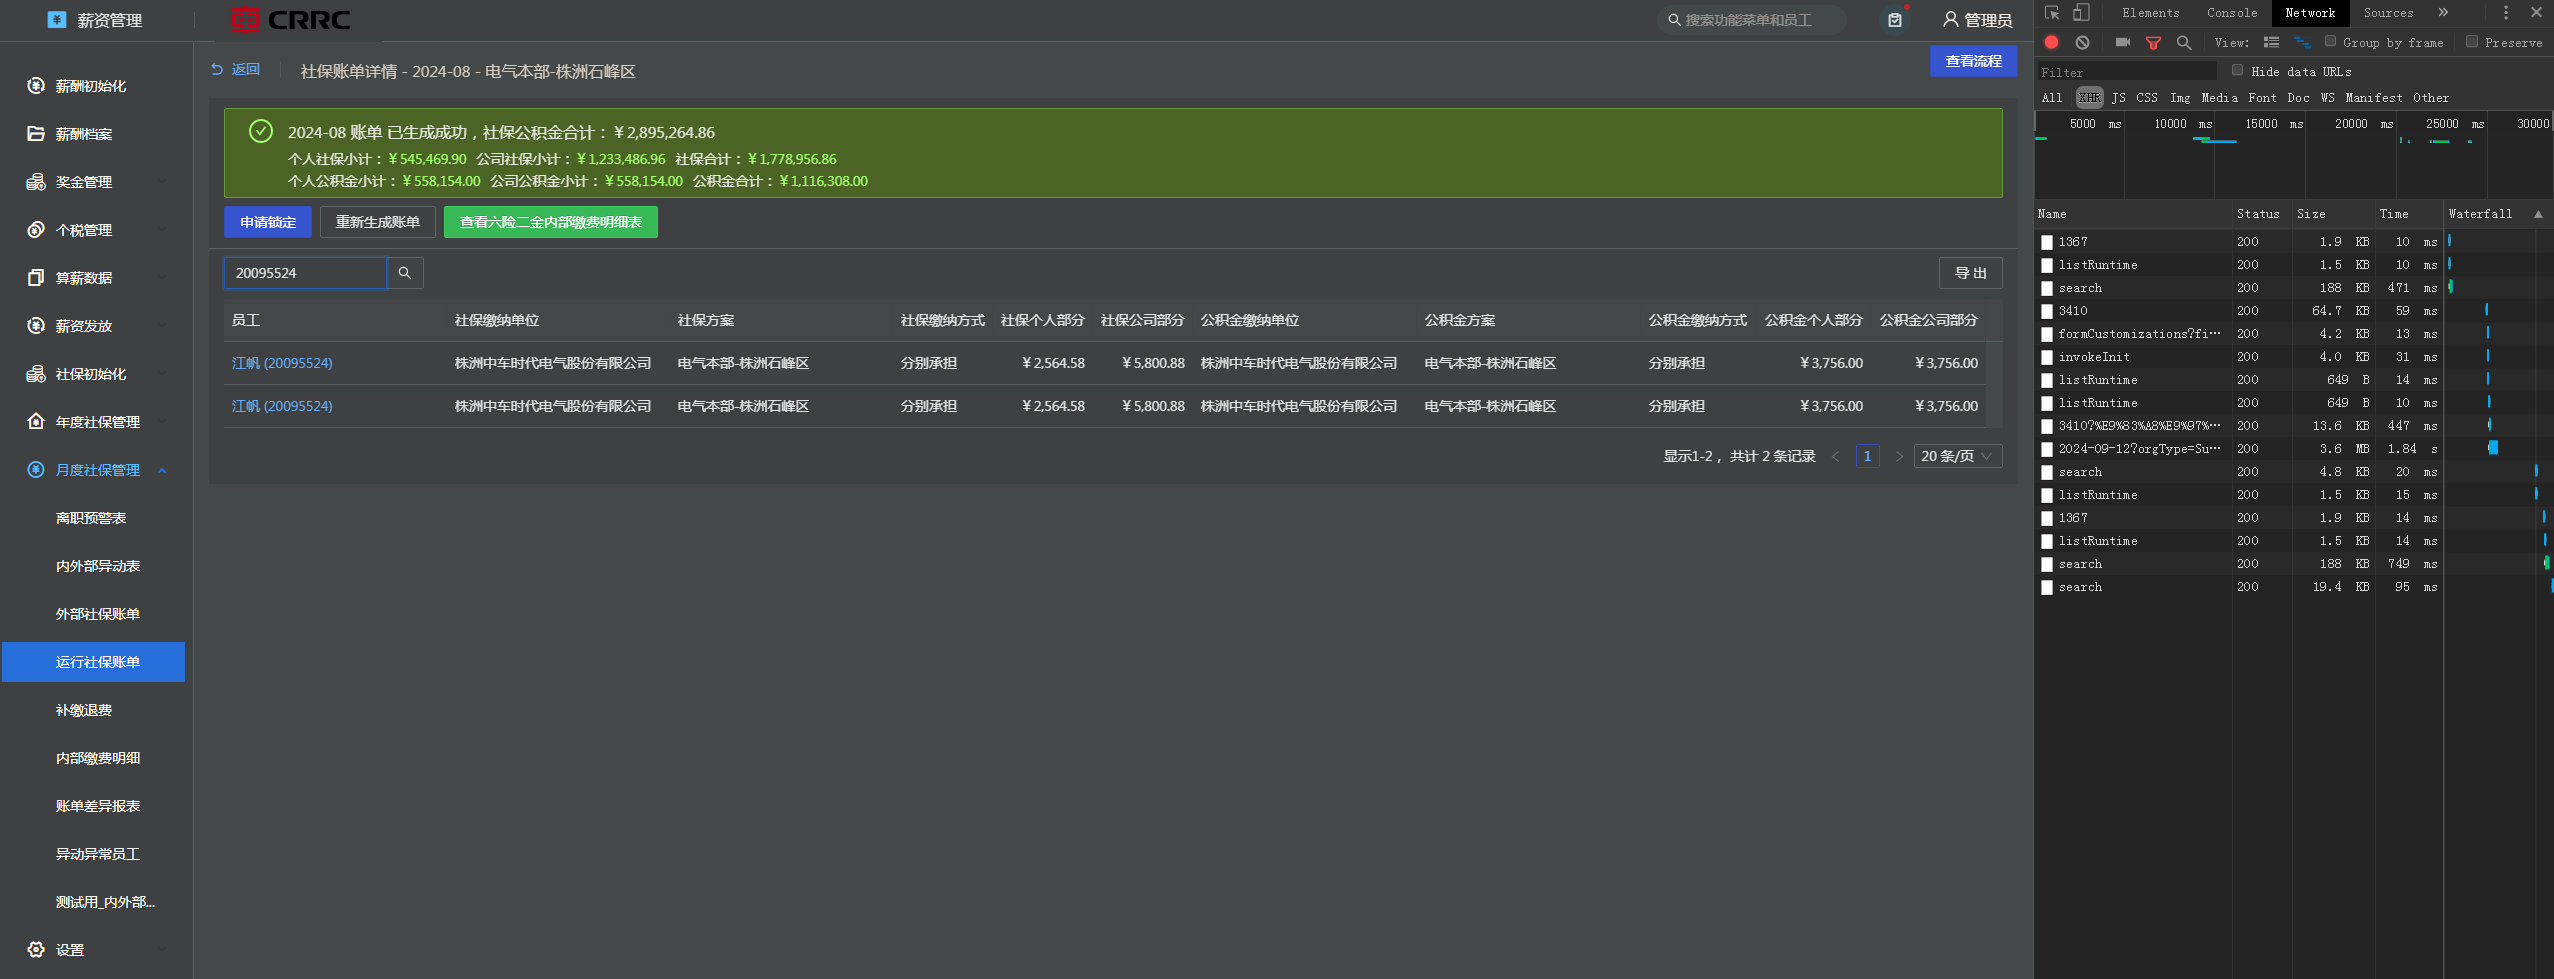 薪资管理
CRRC
搜索功能菜单和员工
管理员
薪酬初始化
薪酬档案
奖金管理
个税管理
算薪数据
薪资发放
社保初始化
年度社保管理
月度社保管理
离职预警表
内外部异动表
外部社保账单
运行社保账单
补缴退费
内部缴费明细
账单差异报表
异动异常员工
测试用_内外部...
设置
返回
社保账单详情 - 2024-08 - 电气本部-株洲石峰区
查看流程
2024-08 账单 已生成成功，社保公积金合计：￥2,895,264.86
个人社保小计：￥545,469.90 公司社保小计：￥1,233,486.96 社保合计：￥1,778,956.86
个人公积金小计：￥558,154.00 公司公积金小计：￥558,154.00 公积金合计：￥1,116,308.00
申请锁定 重新生成账单 查看六险二金内部缴费明细表
20095524
导 出
员工 社保缴纳单位 社保方案 社保缴纳方式 社保个人部分 社保公司部分 公积金缴纳单位 公积金方案 公积金缴纳方式 公积金个人部分 公积金公司部分
江帆 (20095524) 株洲中车时代电气股份有限公司 电气本部-株洲石峰区 分别承担 ￥2,564.58 ￥5,800.88 株洲中车时代电气股份有限公司 电气本部-株洲石峰区 分别承担 ￥3,756.00 ￥3,756.00
江帆 (20095524) 株洲中车时代电气股份有限公司 电气本部-株洲石峰区 分别承担 ￥2,564.58 ￥5,800.88 株洲中车时代电气股份有限公司 电气本部-株洲石峰区 分别承担 ￥3,756.00 ￥3,756.00
显示1-2， 共计 2 条记录 < 1 > 20 条/页
Elements Console Network Sources »
View: Group by frame Preserve
Filter Hide data URLs
All XHR JS CSS Img Media Font Doc WS Manifest Other
5000 ms 10000 ms 15000 ms 20000 ms 25000 ms 30000
Name Status Size Time Waterfall
1367 200 1.9 KB 10 ms
listRuntime 200 1.5 KB 10 ms
search 200 188 KB 471 ms
3410 200 64.7 KB 59 ms
formCustomizations?fi… 200 4.2 KB 13 ms
invokeInit 200 4.0 KB 31 ms
listRuntime 200 649 B 14 ms
listRuntime 200 649 B 10 ms
3410?%E9%83%A8%E9%97%… 200 13.6 KB 447 ms
2024-09-12?orgType=Su… 200 3.6 MB 1.84 s
search 200 4.8 KB 20 ms
listRuntime 200 1.5 KB 15 ms
1367 200 1.9 KB 14 ms
listRuntime 200 1.5 KB 14 ms
search 200 188 KB 749 ms
search 200 19.4 KB 95 ms